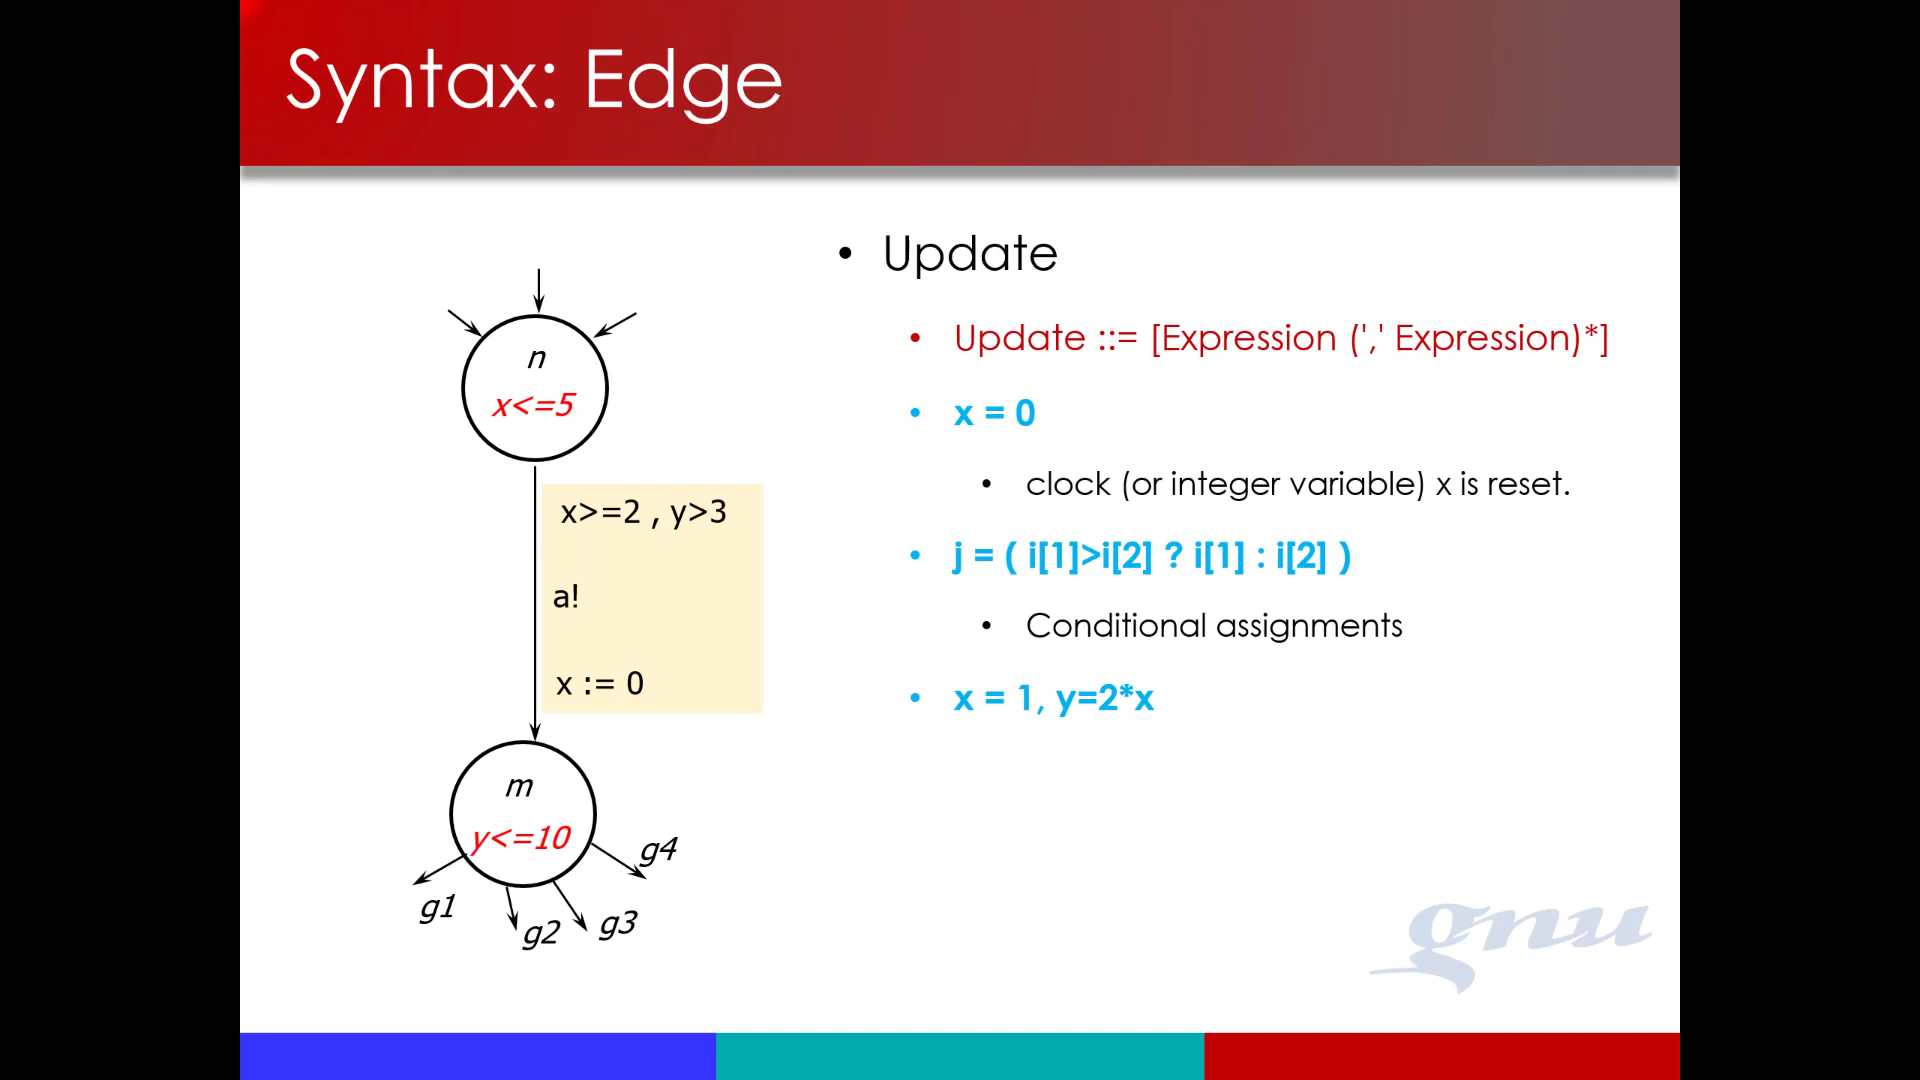 Syntax: Edge
• Update
• Update ::= [Expression (',' Expression)*]
• x = 0
• clock (or integer variable) x is reset.
• j = ( i[1]>i[2] ? i[1] : i[2] )
• Conditional assignments
• x = 1, y=2*x
n
x<=5
x>=2 , y>3
a!
x := 0
m
y<=10
g4
g1
g2
g3
gnu